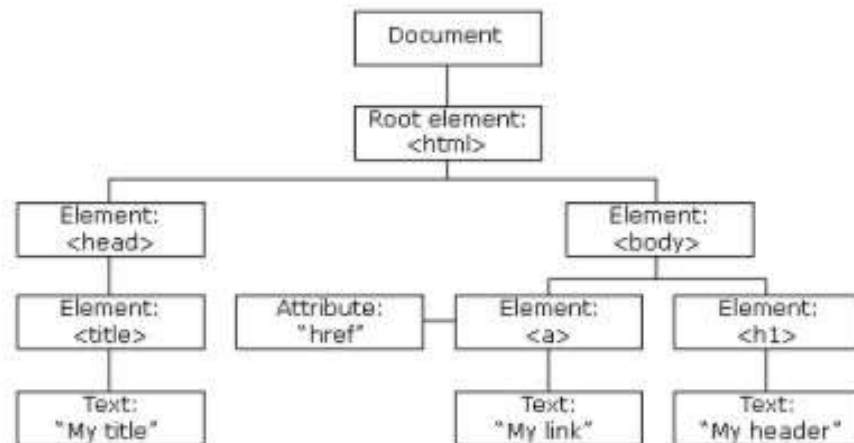 Document
Root element:
<html>
Element:
<head>
Element:
<body>
Element:
<title>
Attribute:
"href"
Element:
<a>
Element:
<h1>
Text:
"My title"
Text:
"My link"
Text:
"My header"